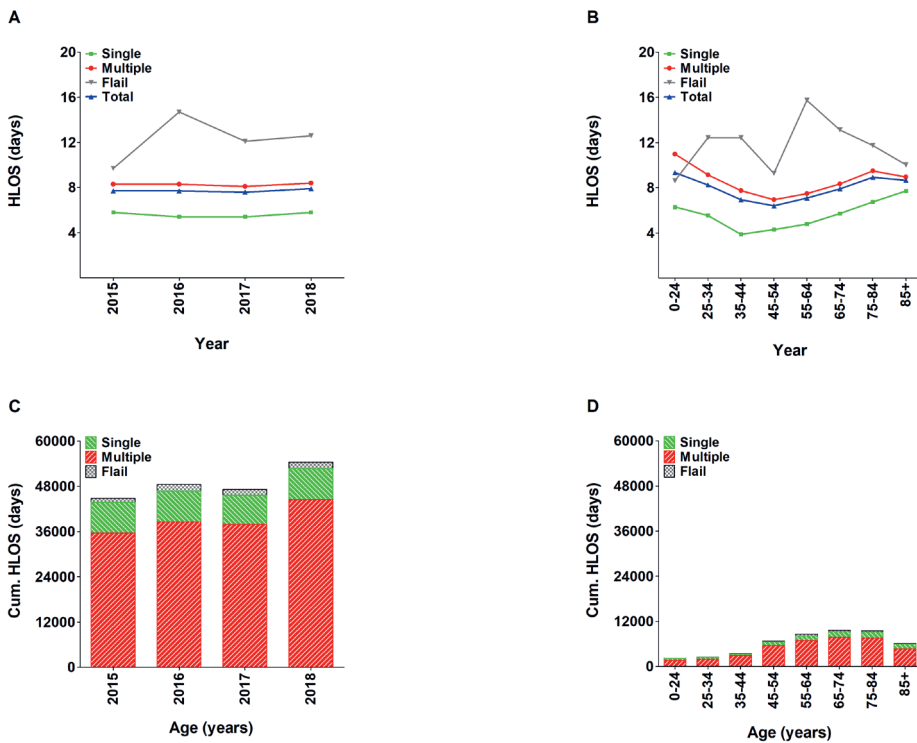 A
20
16
12
8
4
HLOS (days)
Single
Multiple
Flail
Total
2015
2016
2017
2018
Year
B
20
16
12
8
4
HLOS (days)
Single
Multiple
Flail
Total
0-24
25-34
35-44
45-54
55-64
65-74
75-84
85+
Year
C
60000
48000
36000
24000
12000
0
Cum. HLOS (days)
Single
Multiple
Flail
2015
2016
2017
2018
Age (years)
D
60000
48000
36000
24000
12000
0
Cum. HLOS (days)
Single
Multiple
Flail
0-24
25-34
35-44
45-54
55-64
65-74
75-84
85+
Age (years)